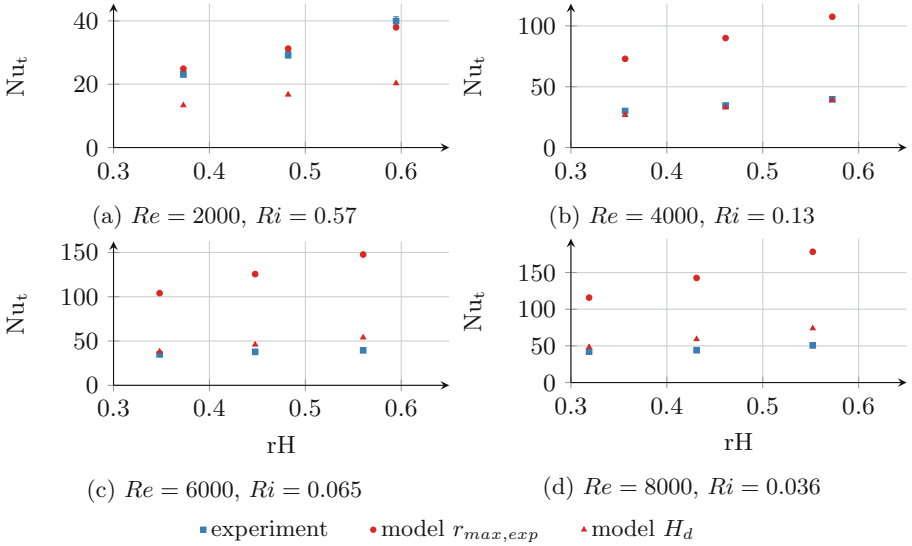 40
20
0
Nu_t
0.3 0.4 0.5 0.6
(a) Re = 2000, Ri = 0.57
100
50
0
Nu_t
0.3 0.4 0.5 0.6
(b) Re = 4000, Ri = 0.13
150
100
50
0
Nu_t
0.3 0.4 0.5 0.6
rH
(c) Re = 6000, Ri = 0.065
150
100
50
0
Nu_t
0.3 0.4 0.5 0.6
rH
(d) Re = 8000, Ri = 0.036
experiment model r_{max,exp} model H_d